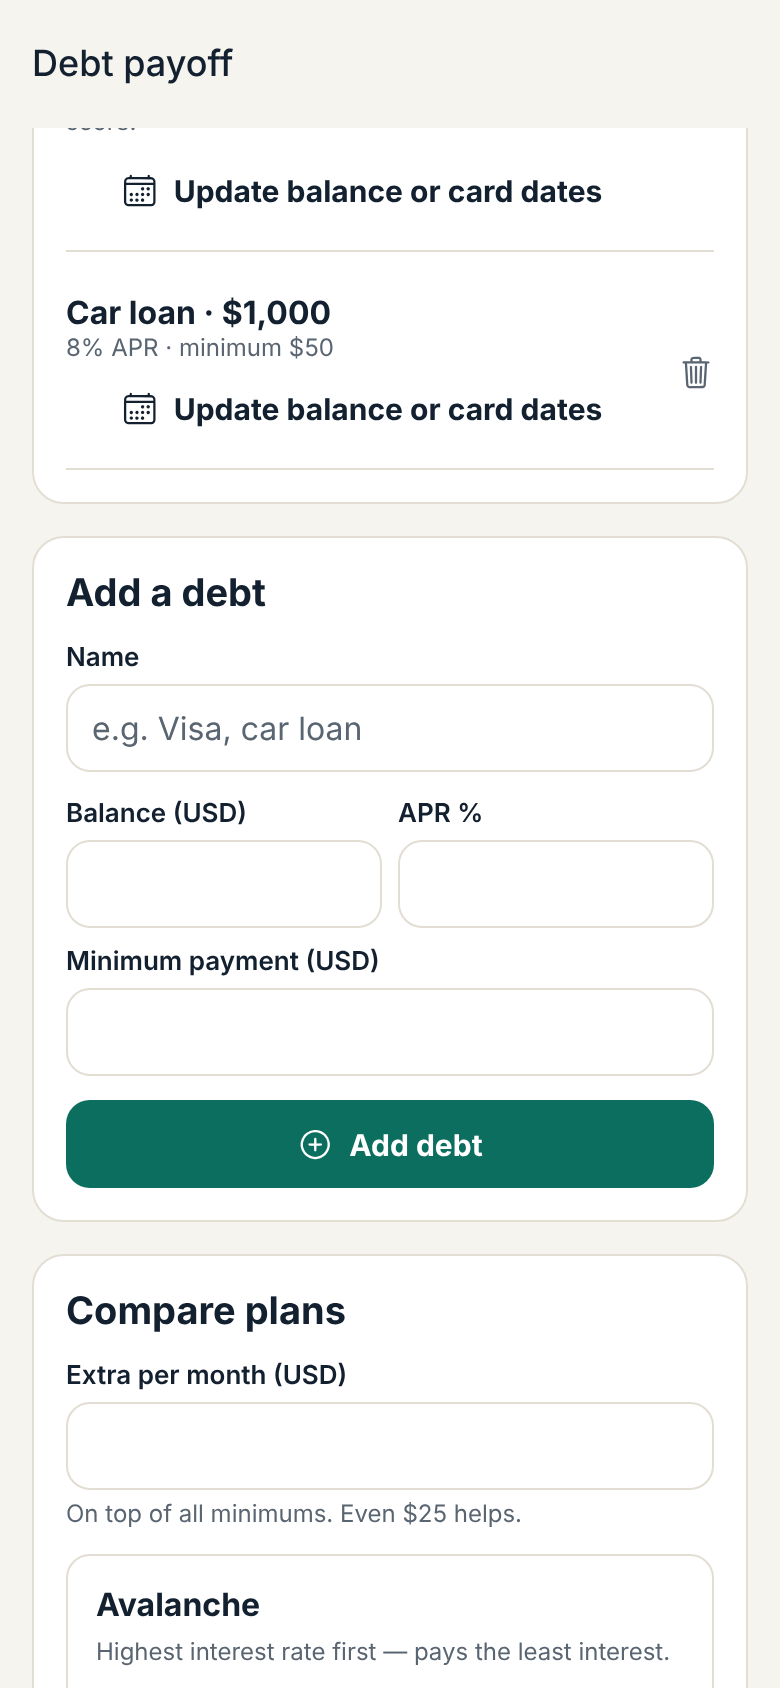 Debt payoff
Update balance or card dates
Car loan · $1,000
8% APR · minimum $50
Update balance or card dates
Add a debt
Name
e.g. Visa, car loan
Balance (USD)
APR %
Minimum payment (USD)
Add debt
Compare plans
Extra per month (USD)
On top of all minimums. Even $25 helps.
Avalanche
Highest interest rate first — pays the least interest.